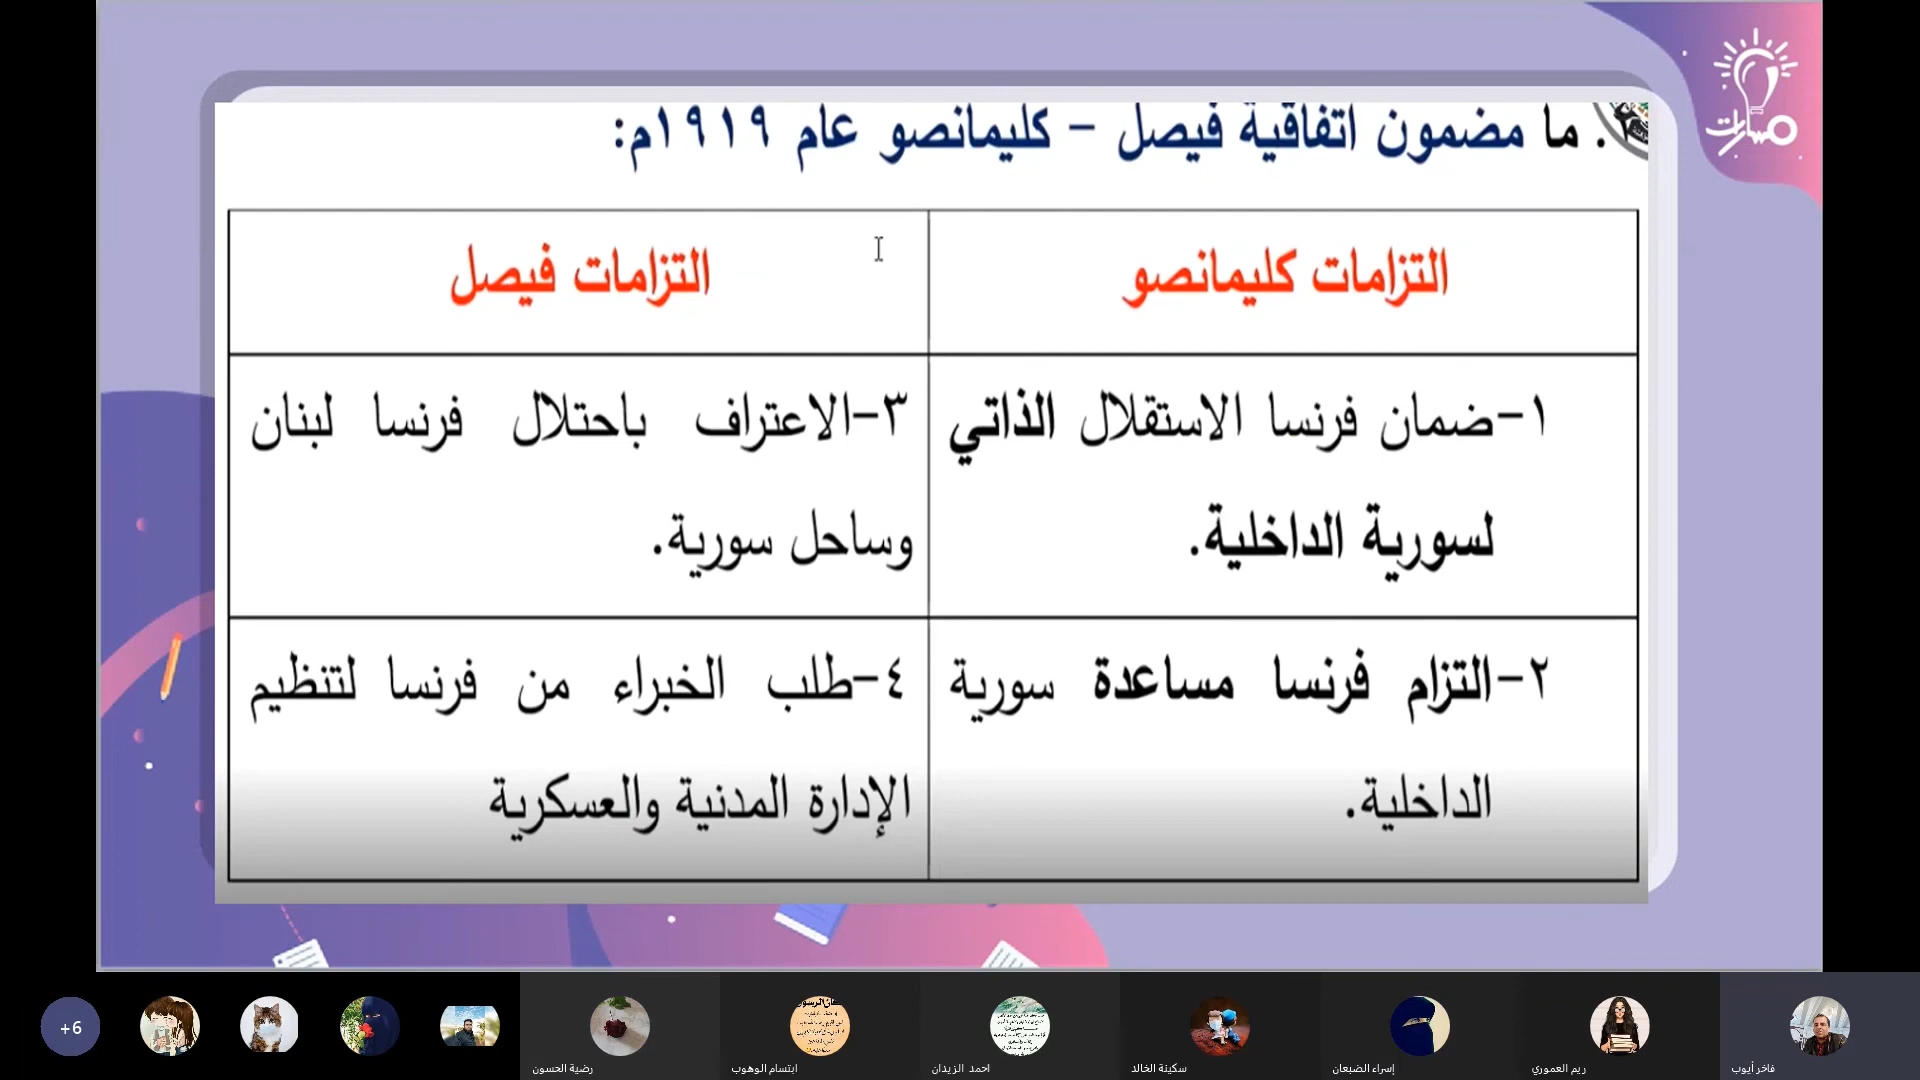 . ما مضمون اتفاقية فيصل – كليمانصو عام ١٩١٩م:
مسارات
التزامات كليمانصو
التزامات فيصل
١-ضمان فرنسا الاستقلال الذاتي
لسورية الداخلية.
٣-الاعتراف باحتلال فرنسا لبنان
وساحل سورية.
٢-التزام فرنسا مساعدة سورية
الداخلية.
٤-طلب الخبراء من فرنسا لتنظيم
الإدارة المدنية والعسكرية
+6
رضية الحسون
ابتسام الوهوب
احمد الزيدان
سكينة الخالد
إسراء الضبعان
ريم العموري
فاخر أيوب